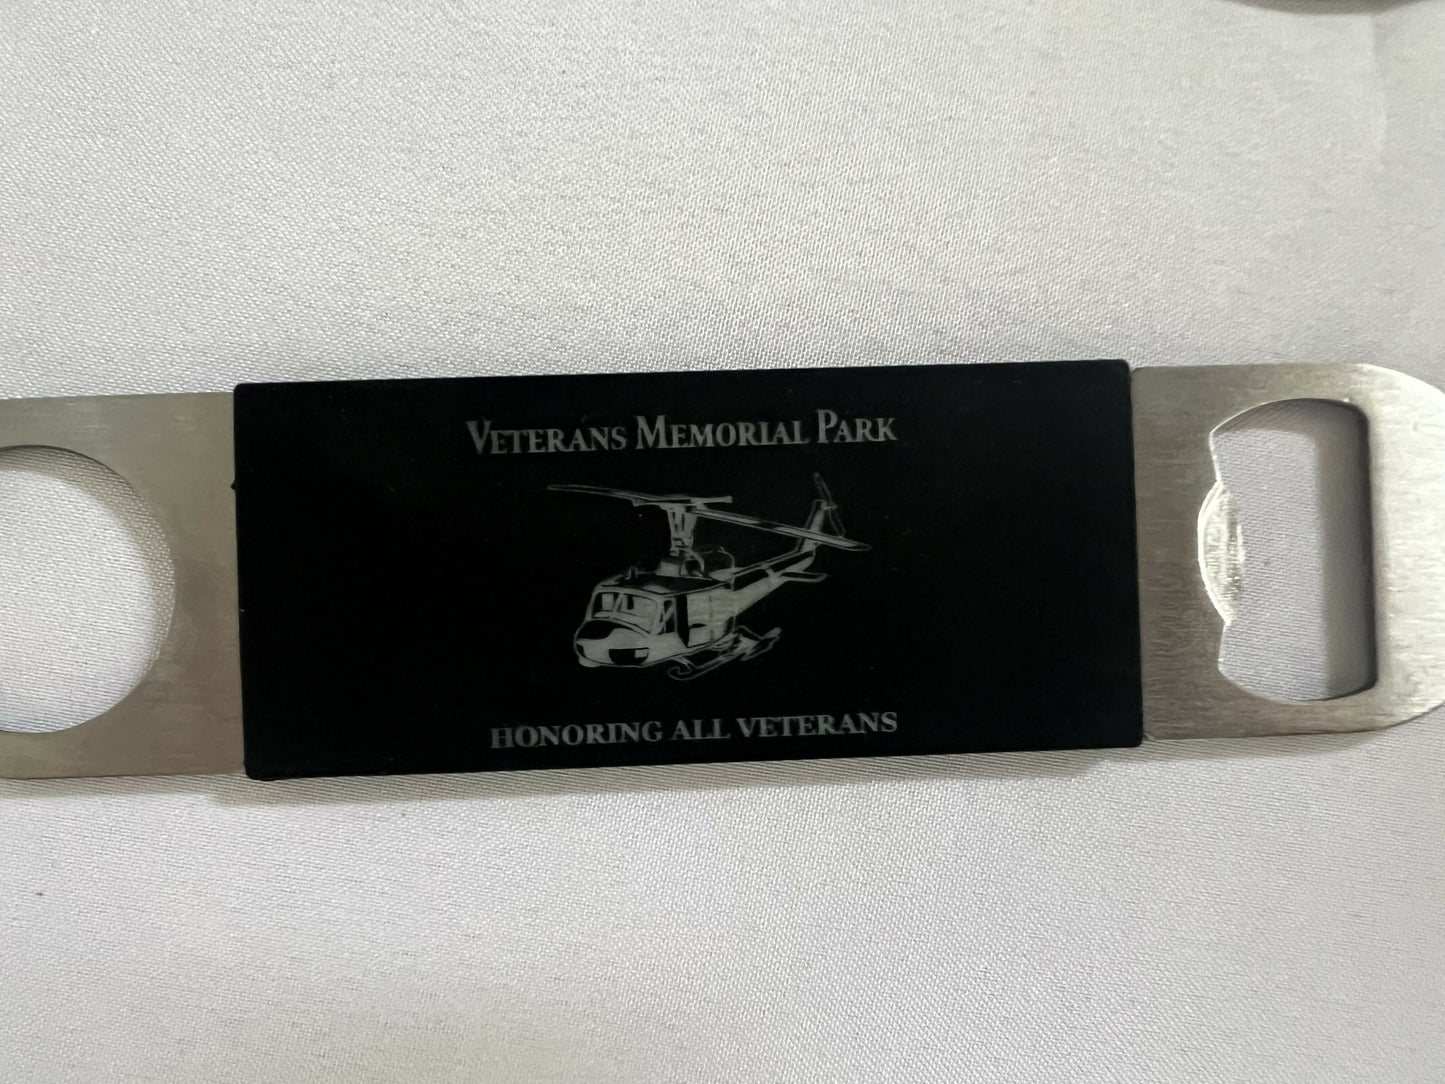 VETERANS MEMORIAL PARK
HONORING ALL VETERANS